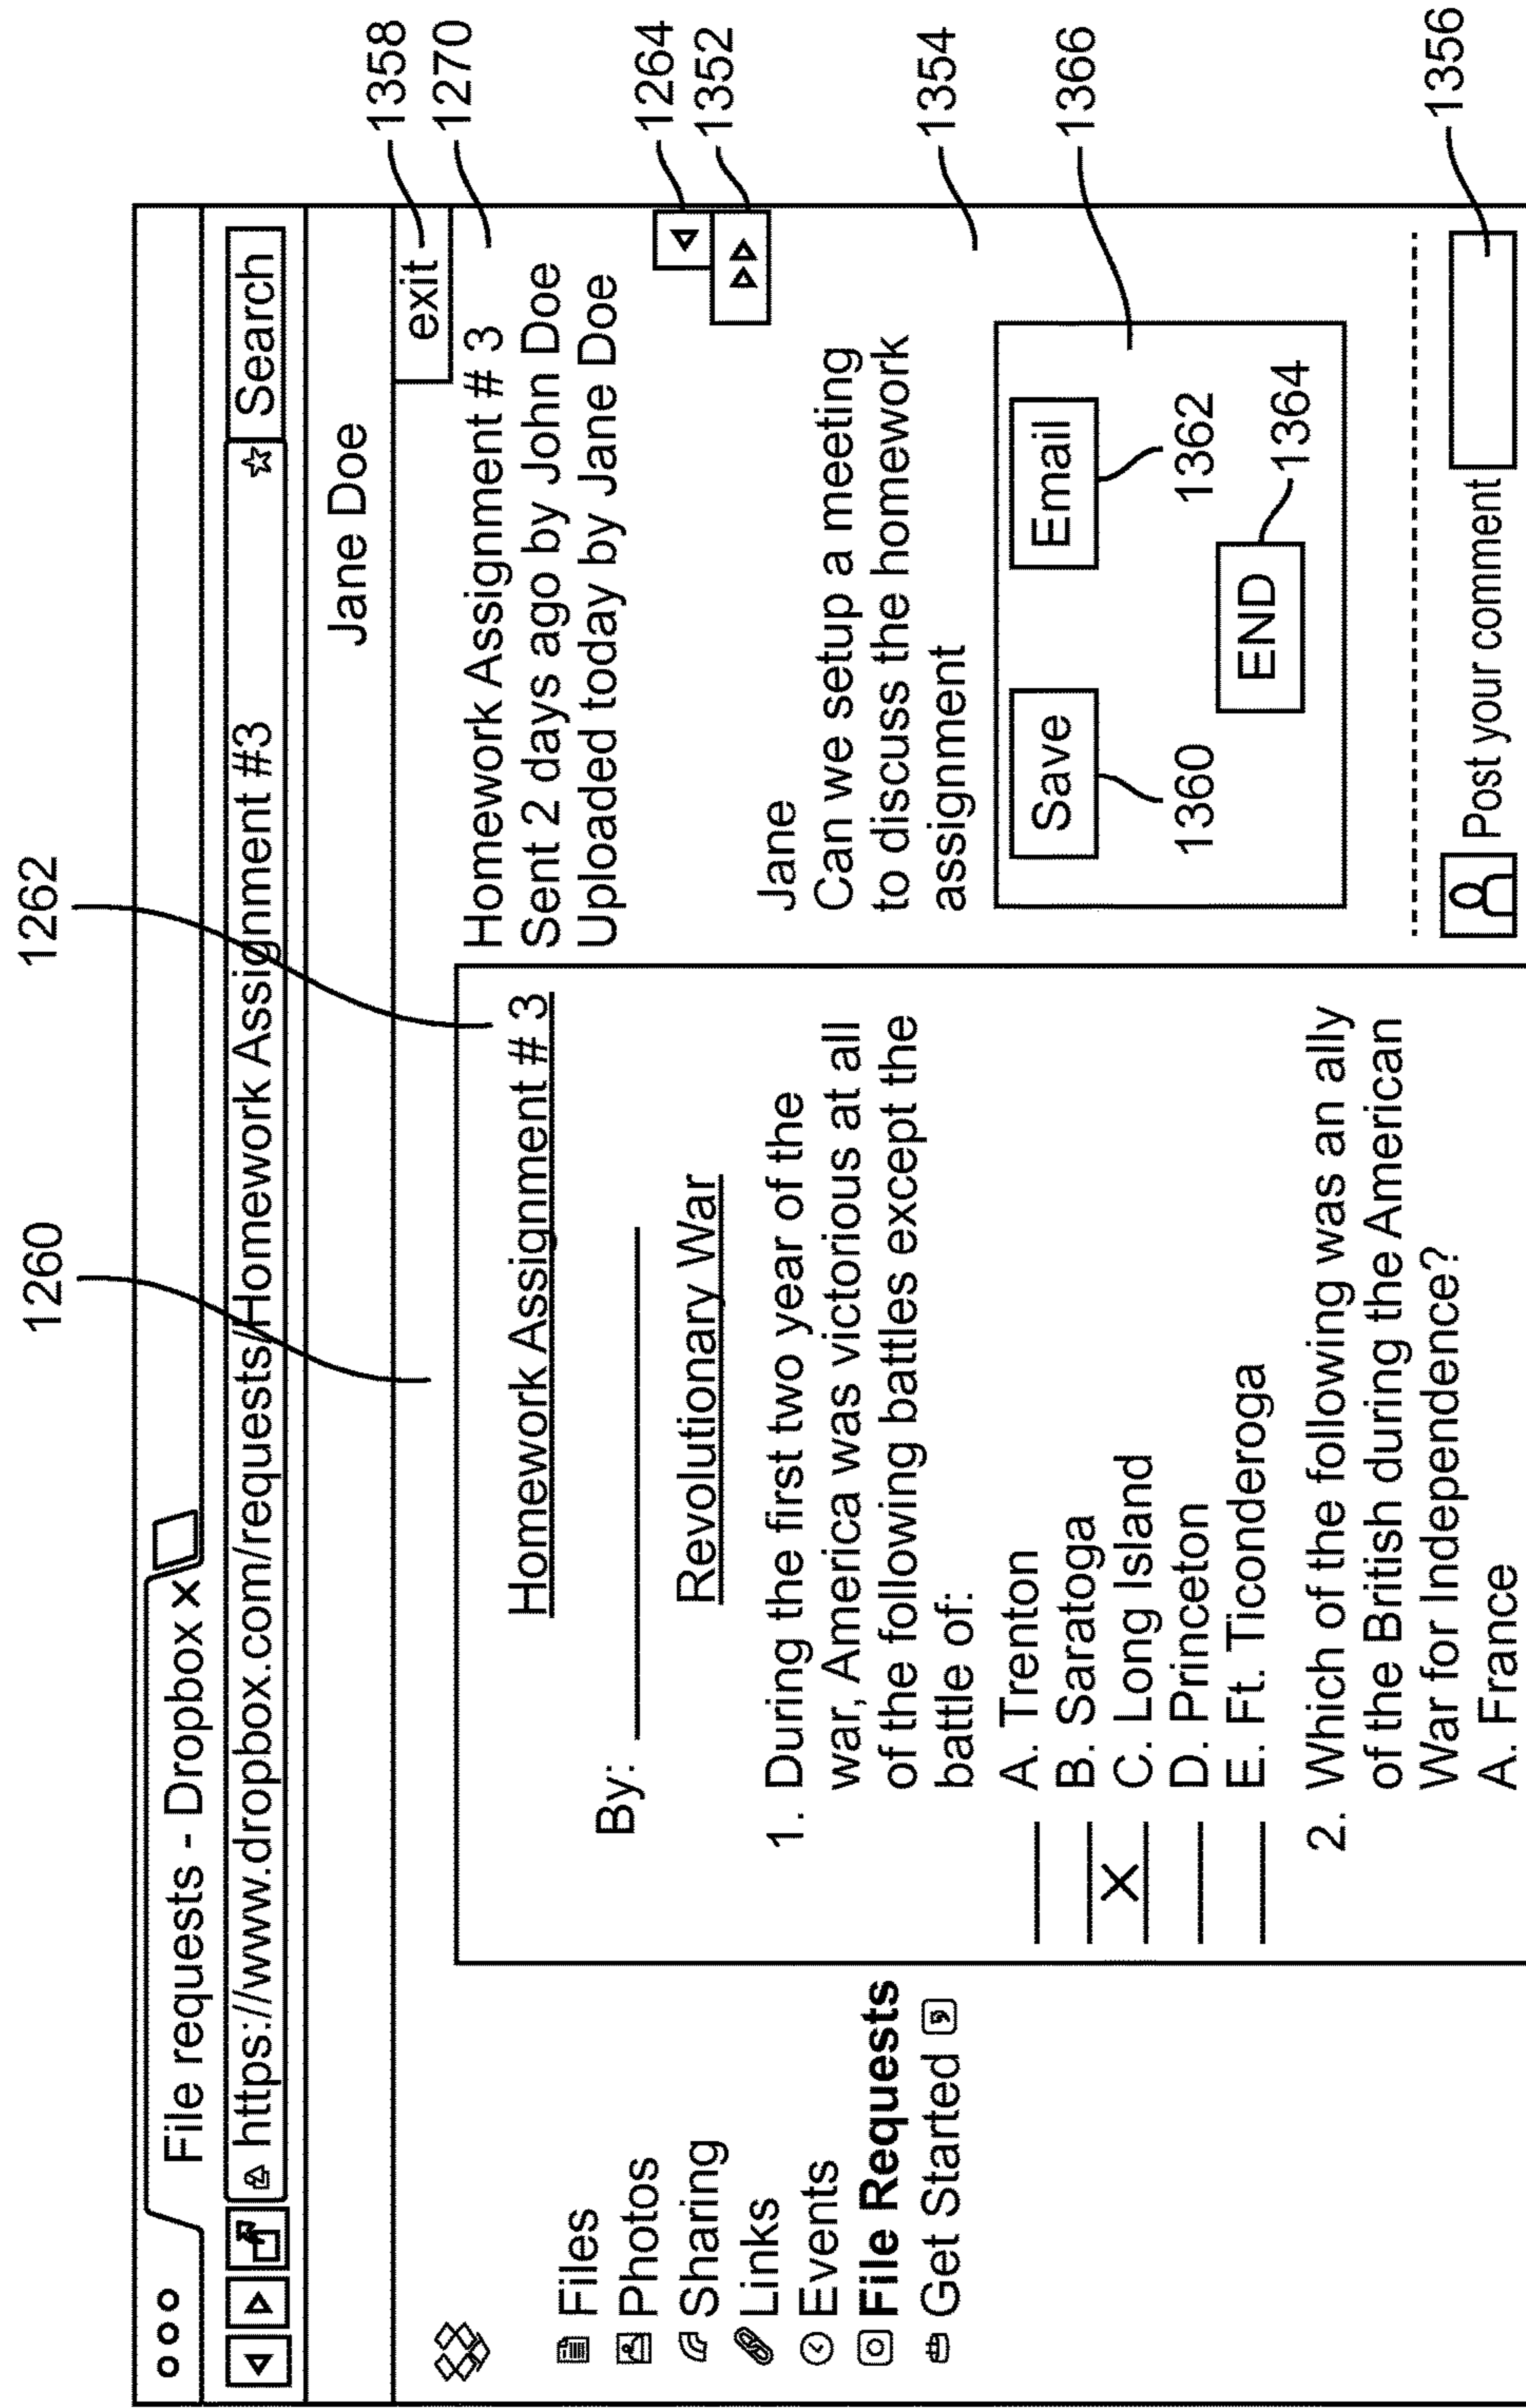 1260
1262
File requests - Dropbox X
https://www.dropbox.com/requests/Homework Assignment #3
Search
Jane Doe
exit
1358
1270
Files
Photos
Sharing
Links
Events
File Requests
Get Started
Homework Assignment # 3
By:
Revolutionary War
1. During the first two year of the
war, America was victorious at all
of the following battles except the
battle of:
A. Trenton
B. Saratoga
X C. Long Island
D. Princeton
E. Ft. Ticonderoga
2. Which of the following was an ally
of the British during the American
War for Independence?
A. France
Homework Assignment # 3
Sent 2 days ago by John Doe
Uploaded today by Jane Doe
1264
1352
Jane
Can we setup a meeting
to discuss the homework
assignment
1354
Save
Email
1360
1362
END
1364
1366
Post your comment
1356